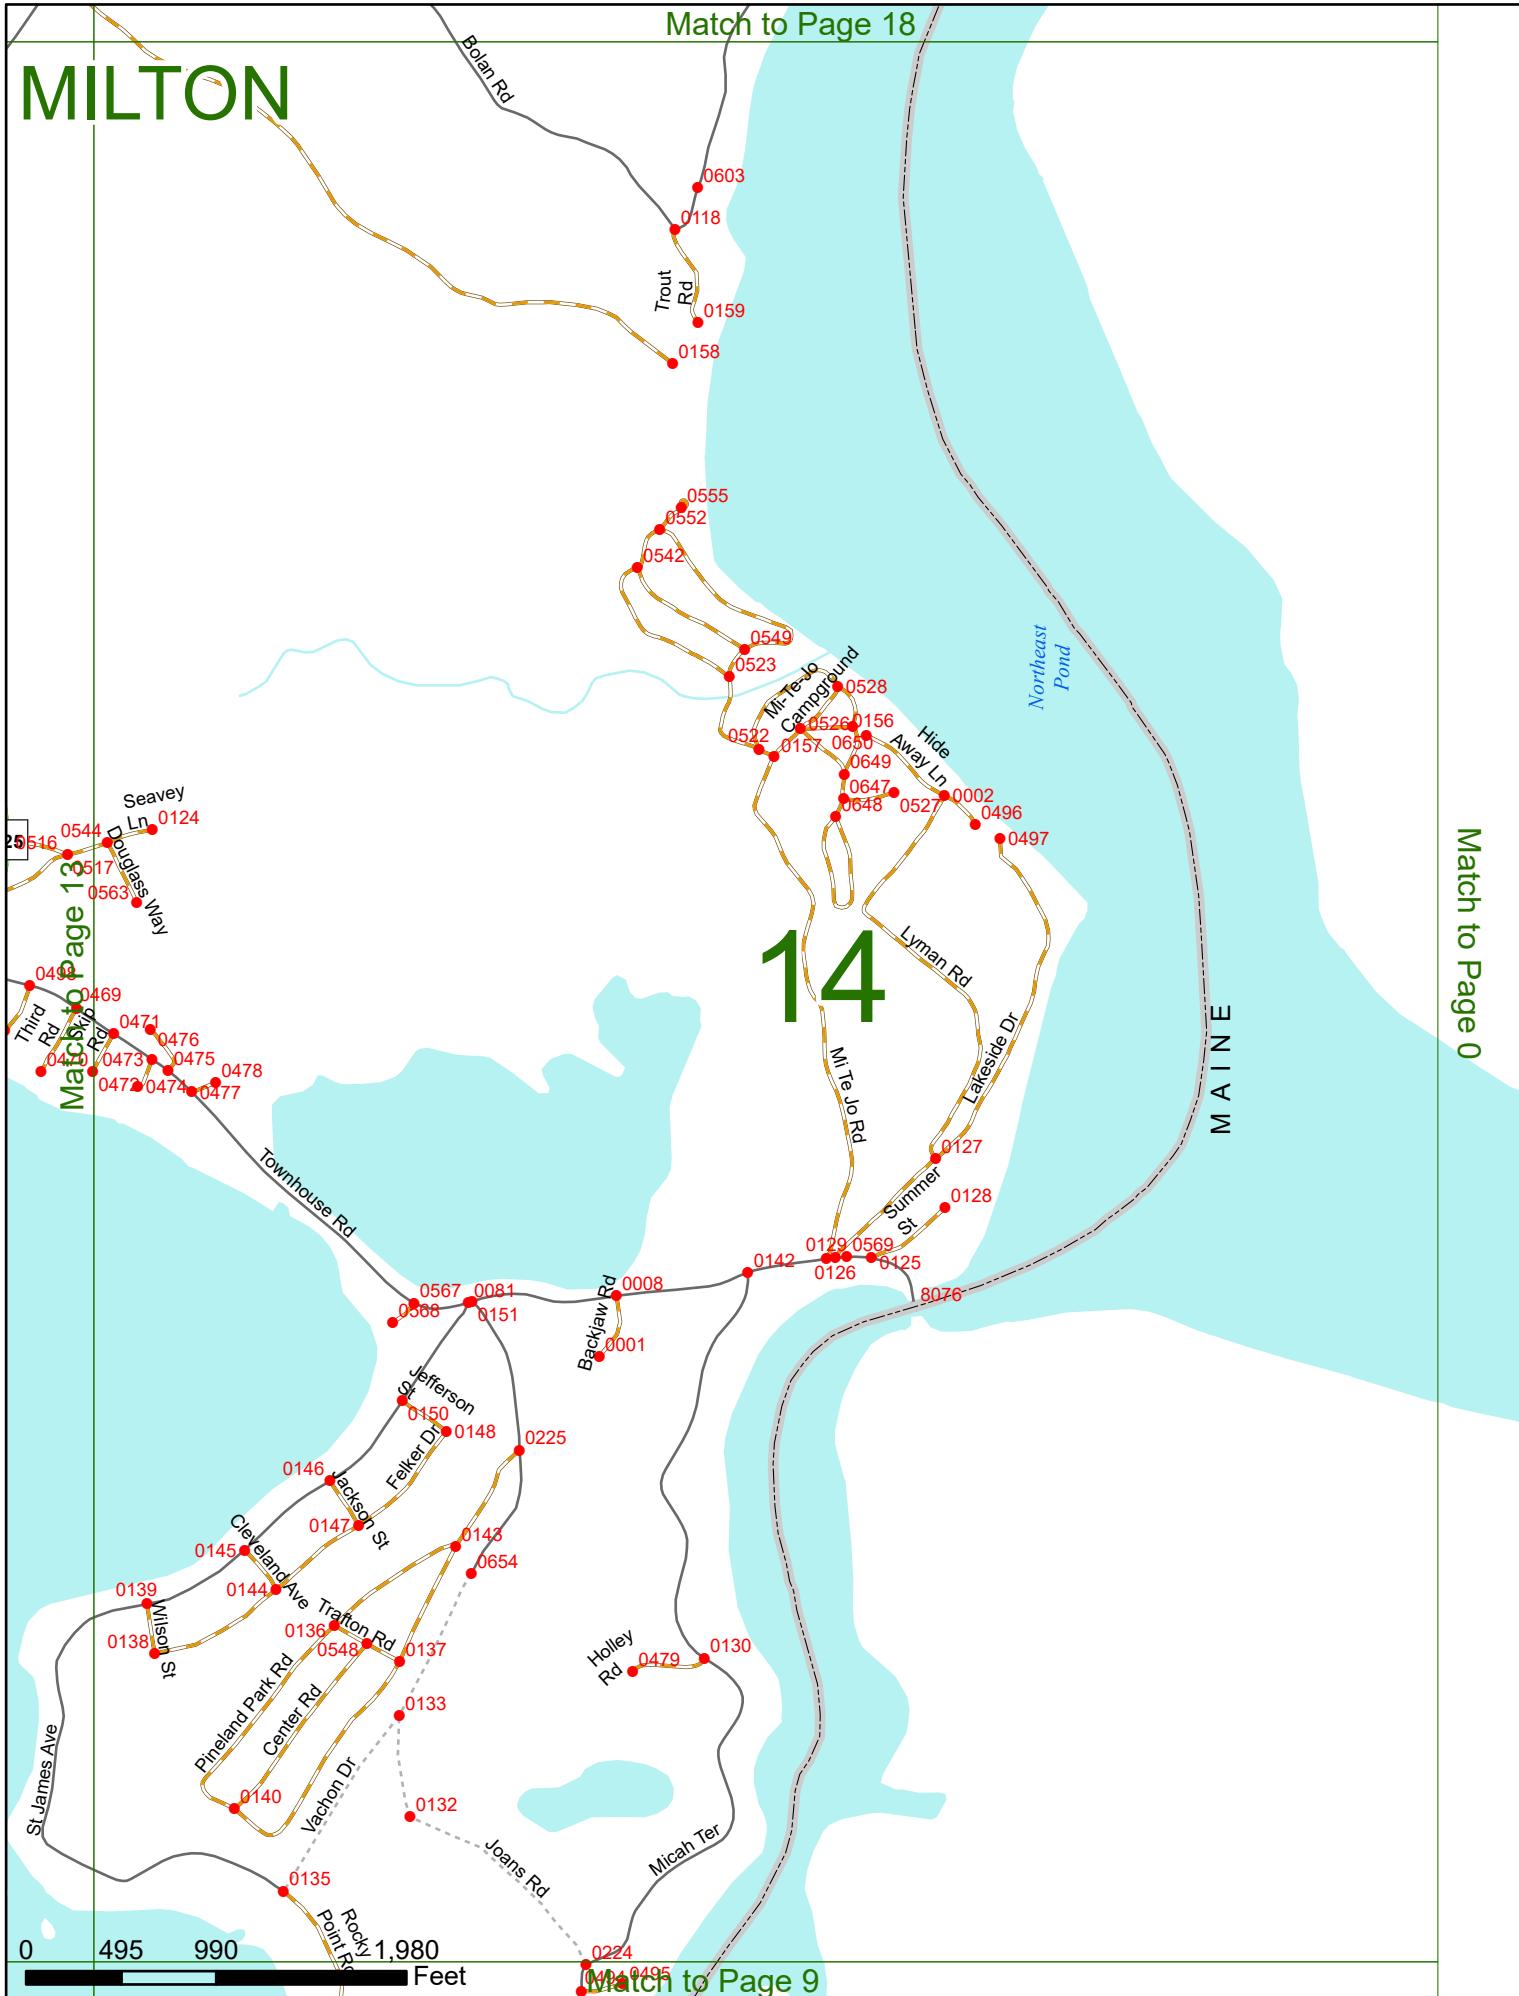 Match to Page 18
MILTON
Bolan Rd
0603
0118
Trout
Rd
0159
0158
0555
0552
0542
0549
0523
Mi-Te-Jo
Campground
0528
0526
0156
0522
0157
0650
Hide
Away Ln
0649
0647
0527
0002
0648
0496
0497
Northeast
Pond
Seavey
Ln
0124
0544
25
0516
0517
Douglass Way
0563
Match to Page 13
Match to Page 0
14
Lyman Rd
0498
0469
Third
Rd
Skip
Rd
0471
0476
0470
0473
0475
0472
0474
0478
0477
Lakeside Dr
MAINE
Mi Te Jo Rd
0127
Townhouse Rd
Summer
St
0128
0129
0569
0142
0126
0125
8076
0567
0081
0008
0568
0151
Backjaw Rd
0001
Jefferson
St
0150
0148
Felker Dr
0225
0146
Jackson St
0147
0143
0145
Cleveland Ave
0654
0144
0139
Wilson St
0138
Trafton Rd
0136
0548
0137
Holley
Rd
0479
0130
Pineland Park Rd
Center Rd
0133
St James Ave
Vachon Dr
0140
0132
Joans Rd
Micah Ter
0135
Rocky
Point Rd
0 495 990 1,980
Feet
0224
0494
0495
Match to Page 9